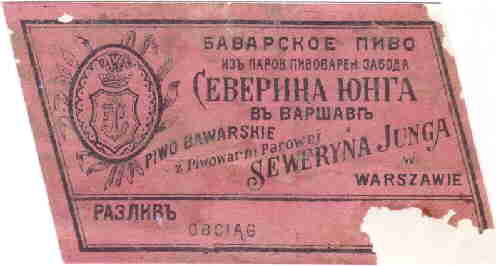 БАВАРСКОЕ ПИВО
ИЗЪ ПАРОВ. ПИВОВАРЕН. ЗАВОДА
СЕВЕРИНА ЮНГА
ВЪ ВАРШАВѢ
PIWO BAWARSKIE
z Piwowarni Parowej
SEWERYNA JUNGA
W
WARSZAWIE
РАЗЛИВЪ
OBCIĄG